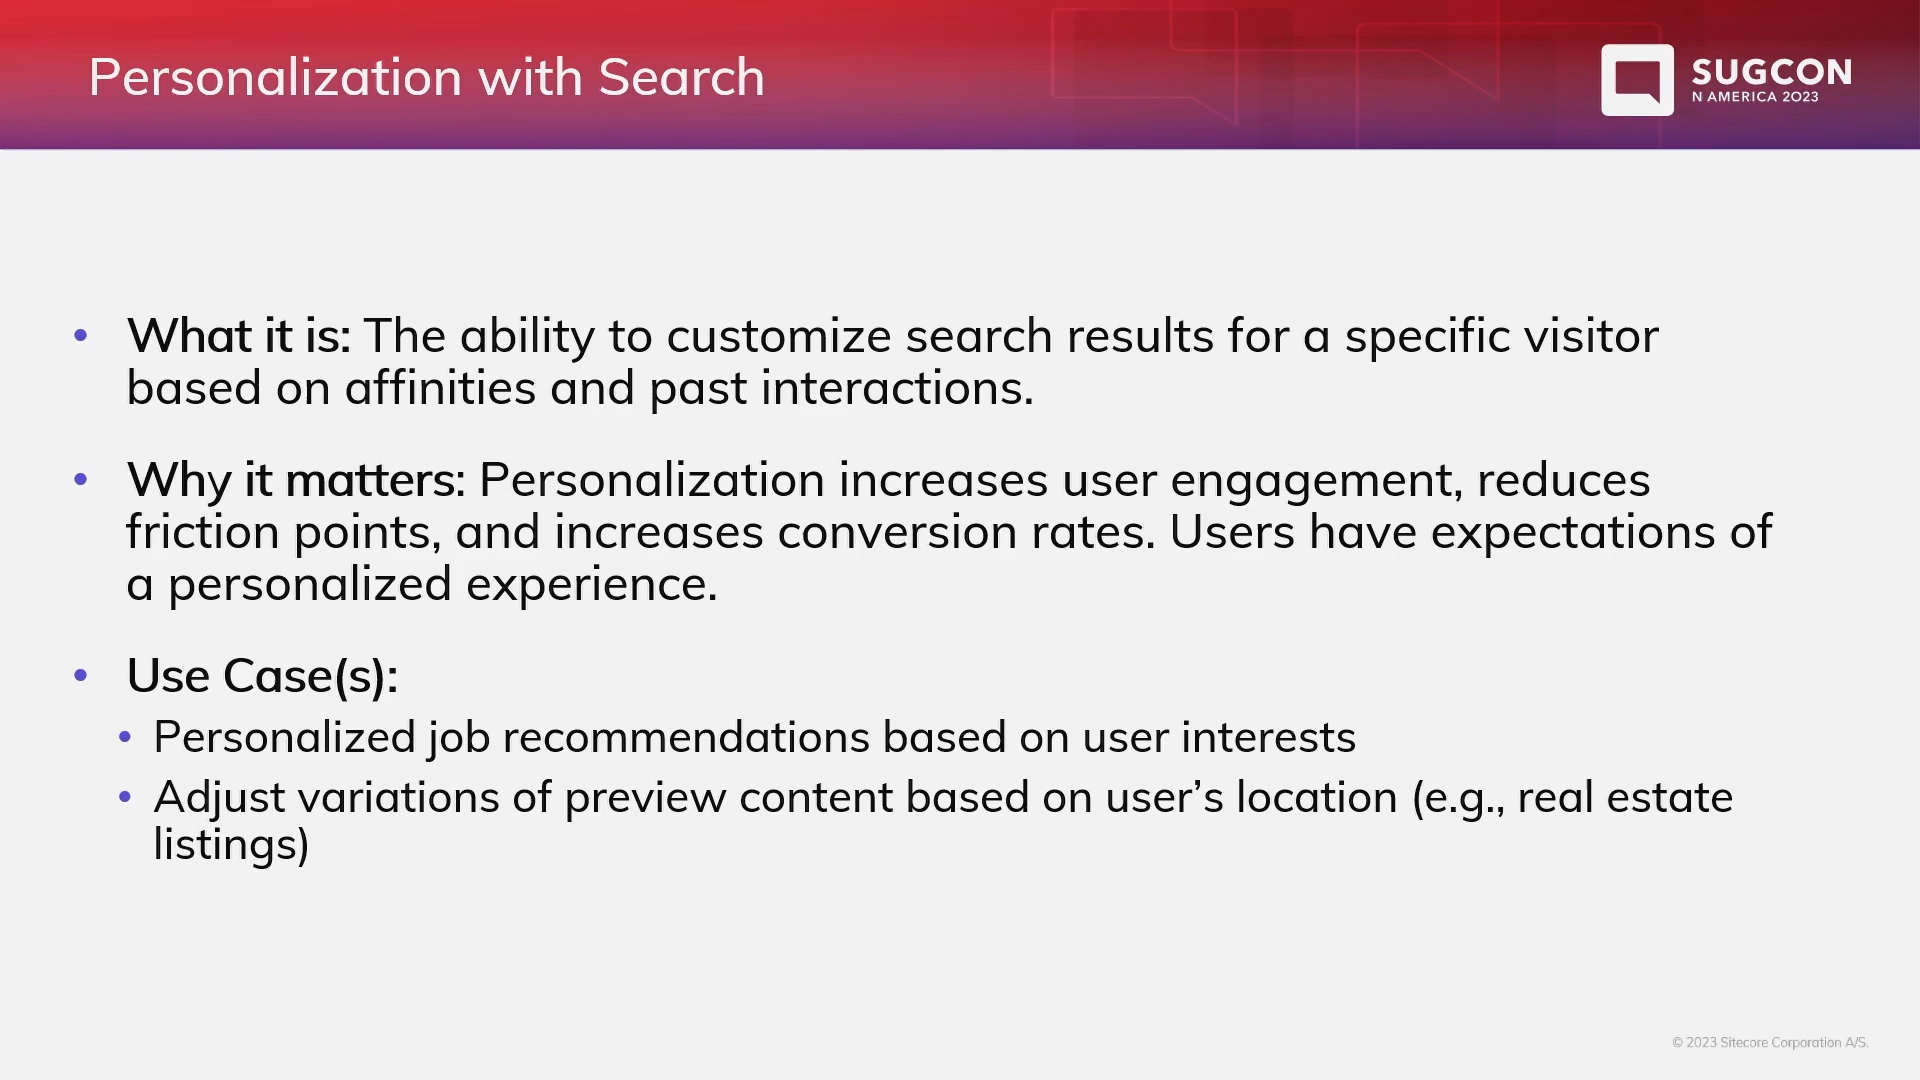 Personalization with Search
SUGCON
N AMERICA 2023
• What it is: The ability to customize search results for a specific visitor
based on affinities and past interactions.
• Why it matters: Personalization increases user engagement, reduces
friction points, and increases conversion rates. Users have expectations of
a personalized experience.
• Use Case(s):
• Personalized job recommendations based on user interests
• Adjust variations of preview content based on user’s location (e.g., real estate
listings)
© 2023 Sitecore Corporation A/S.